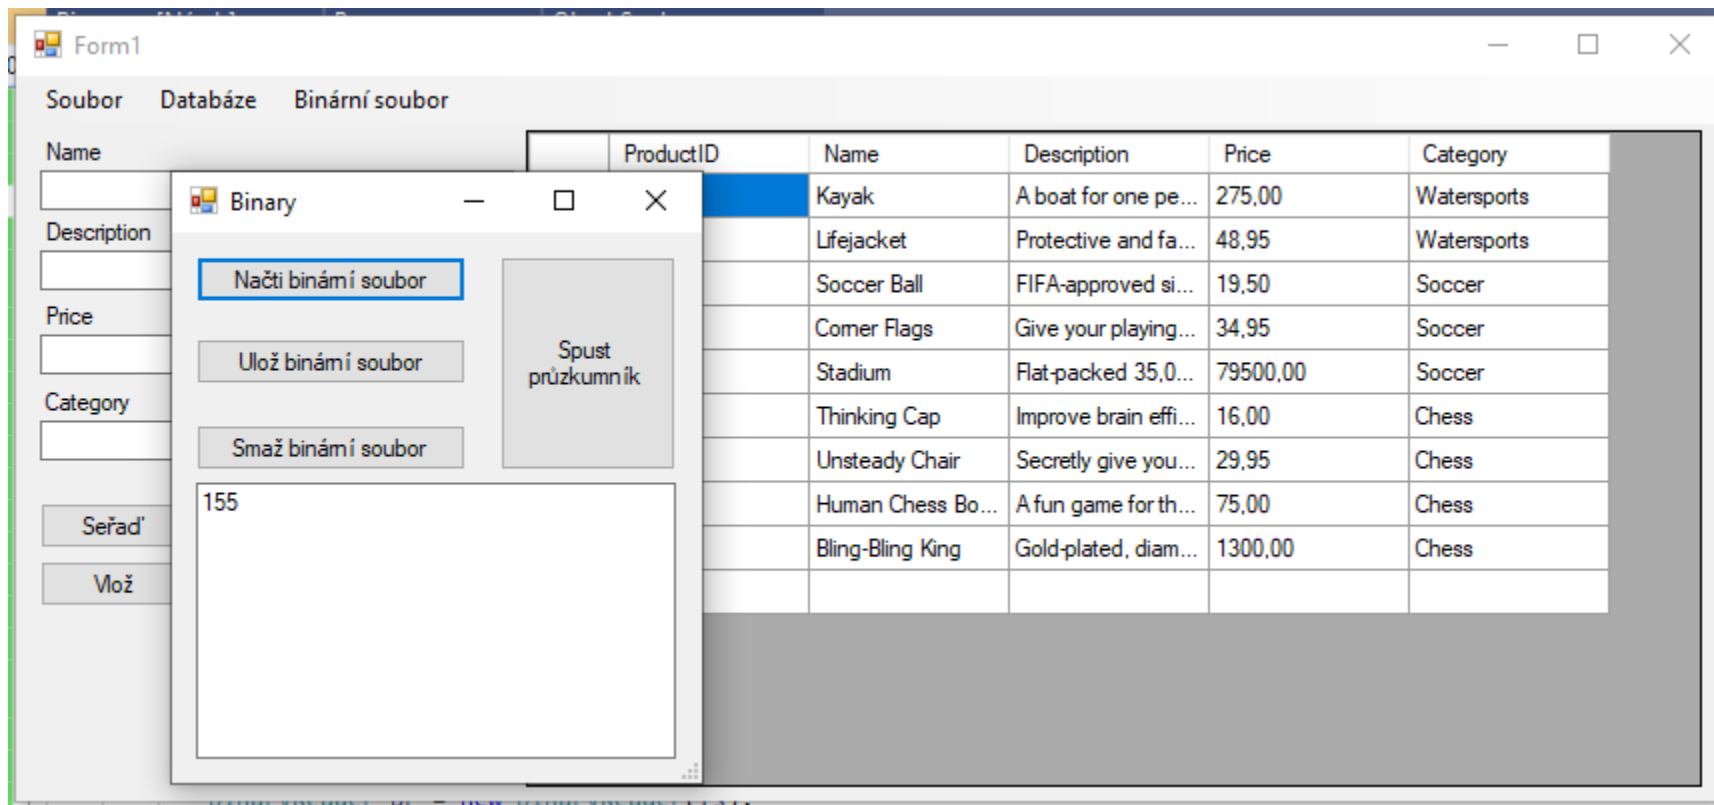 Form1
Soubor Databáze Binární soubor
Name
Description
Price
Category
Seřaď
Vlož
Binary
Načti binární soubor
Ulož binární soubor
Smaž binární soubor
Spust
průzkumník
155
ProductID Name Description Price Category
Kayak A boat for one pe... 275,00 Watersports
Lifejacket Protective and fa... 48,95 Watersports
Soccer Ball FIFA-approved si... 19,50 Soccer
Corner Flags Give your playing... 34,95 Soccer
Stadium Flat-packed 35,0... 79500,00 Soccer
Thinking Cap Improve brain effi... 16,00 Chess
Unsteady Chair Secretly give you... 29,95 Chess
Human Chess Bo... A fun game for th... 75,00 Chess
Bling-Bling King Gold-plated, diam... 1300,00 Chess